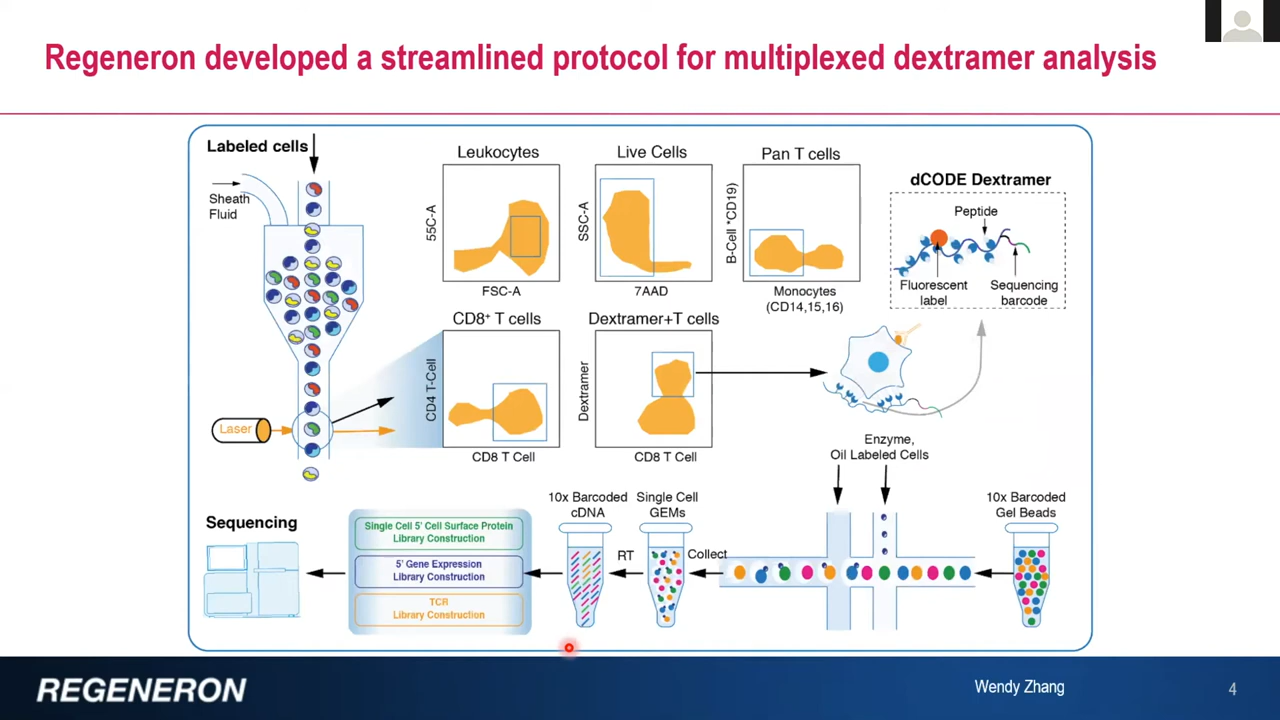 Regeneron developed a streamlined protocol for multiplexed dextramer analysis
Labeled cells
Sheath
Fluid
Laser
Leukocytes
55C-A
FSC-A
Live Cells
SSC-A
7AAD
Pan T cells
B-Cell *CD19)
Monocytes
(CD14,15,16)
dCODE Dextramer
Peptide
Fluorescent
label
Sequencing
barcode
CD8⁺ T cells
CD4 T-Cell
CD8 T Cell
Dextramer+T cells
Dextramer
CD8 T Cell
Enzyme,
Oil Labeled Cells
10x Barcoded
Gel Beads
Collect
Single Cell
GEMs
RT
10x Barcoded
cDNA
Single Cell 5' Cell Surface Protein
Library Construction
5' Gene Expression
Library Construction
TCR
Library Construction
Sequencing
REGENERON
Wendy Zhang
4